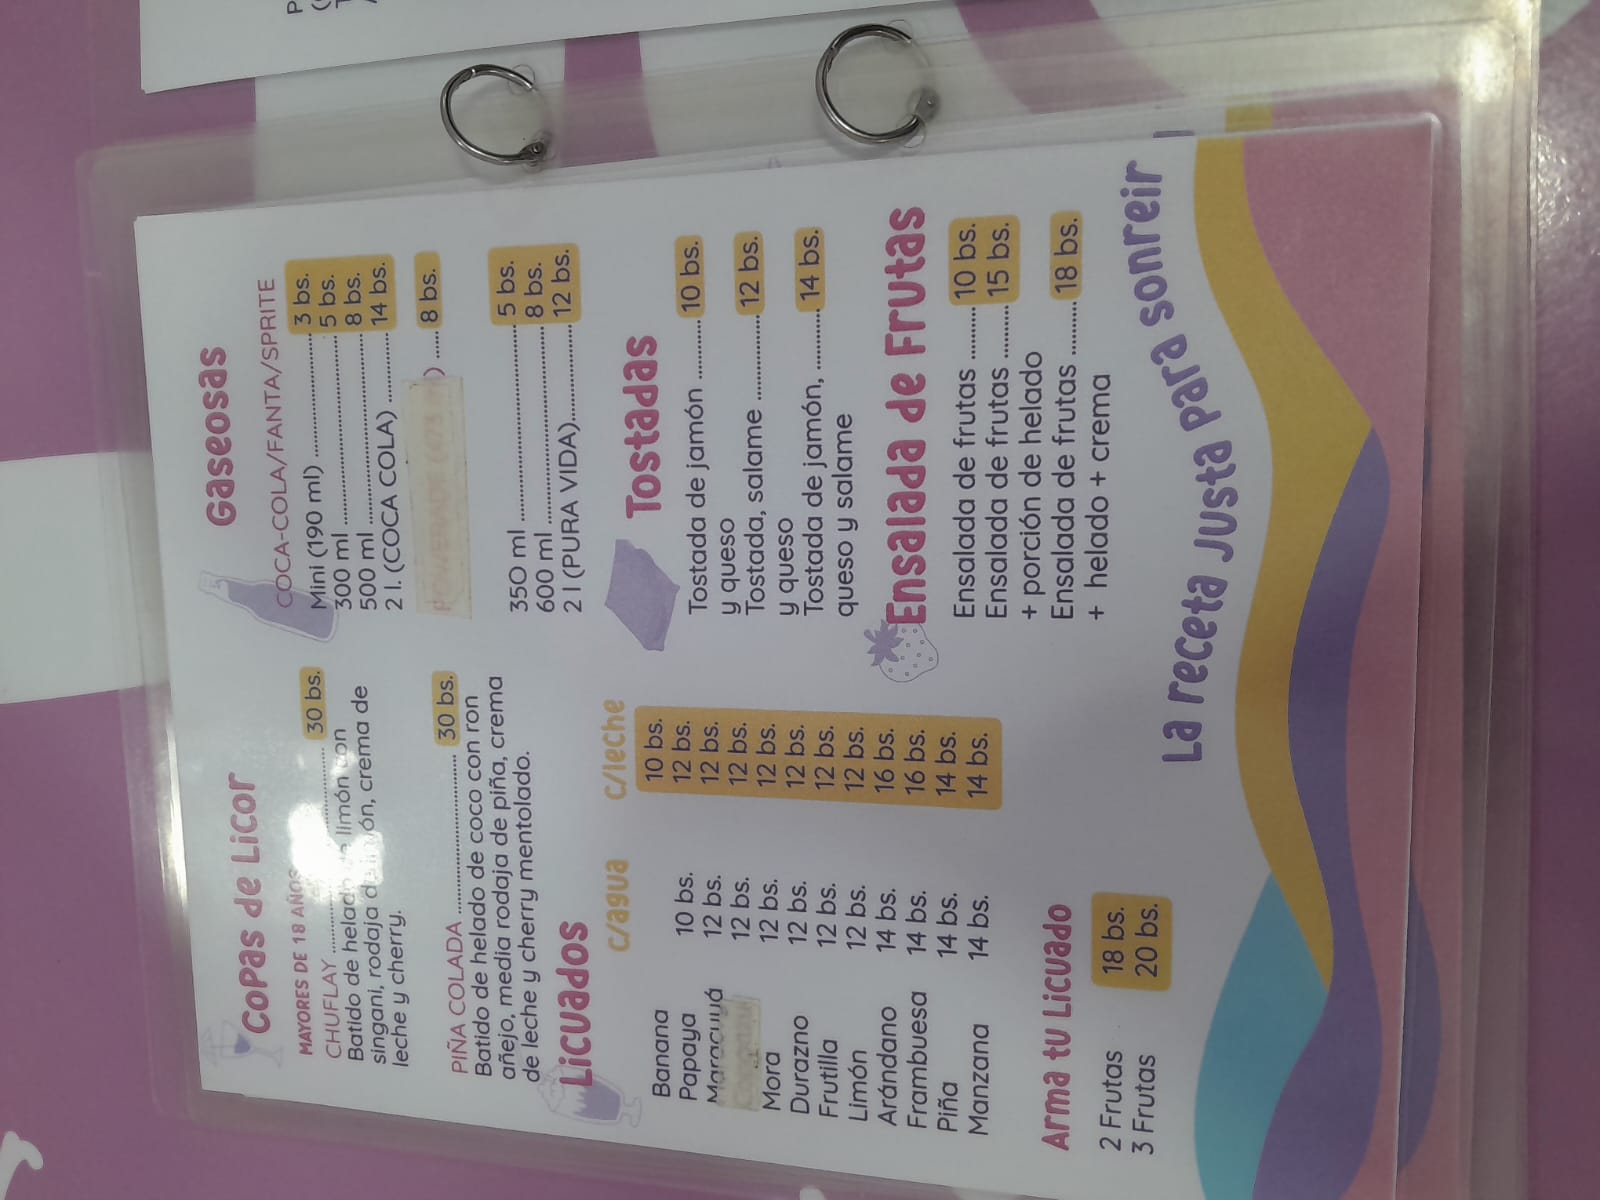 Copas de Licor
MAYORES DE 18 AÑOS
CHUFLAY ........ 30 bs.
Batido de helado de limón con
singani, rodaja de limón, crema de
leche y cherry.
PIÑA COLADA ........ 30 bs.
Batido de helado de coco con ron
añejo, media rodaja de piña, crema
de leche y cherry mentolado.
Licuados
c/agua c/leche
Banana 10 bs.
Papaya 10 bs. 12 bs.
Maracuyá 12 bs. 12 bs.
12 bs. 12 bs.
Mora 12 bs. 12 bs.
Durazno 12 bs. 12 bs.
Frutilla 12 bs. 12 bs.
Limón 12 bs. 12 bs.
Arándano 14 bs. 16 bs.
Frambuesa 14 bs. 16 bs.
Piña 14 bs. 14 bs.
Manzana 14 bs. 14 bs.
Arma tu Licuado
2 Frutas 18 bs.
3 Frutas 20 bs.
Gaseosas
COCA-COLA/FANTA/SPRITE
Mini (190 ml) ........ 3 bs.
300 ml ........ 5 bs.
500 ml ........ 8 bs.
2 l. (COCA COLA) ........ 14 bs.
) ..... 8 bs.
350 ml ........ 5 bs.
600 ml ........ 8 bs.
2 l (PURA VIDA)........ 12 bs.
Tostadas
Tostada de jamón ........ 10 bs.
y queso
Tostada, salame ........ 12 bs.
y queso
Tostada de jamón, ........ 14 bs.
queso y salame
Ensalada de Frutas
Ensalada de frutas ........ 10 bs.
Ensalada de frutas ........ 15 bs.
+ porción de helado
Ensalada de frutas ........ 18 bs.
+ helado + crema
La receta justa para sonreir